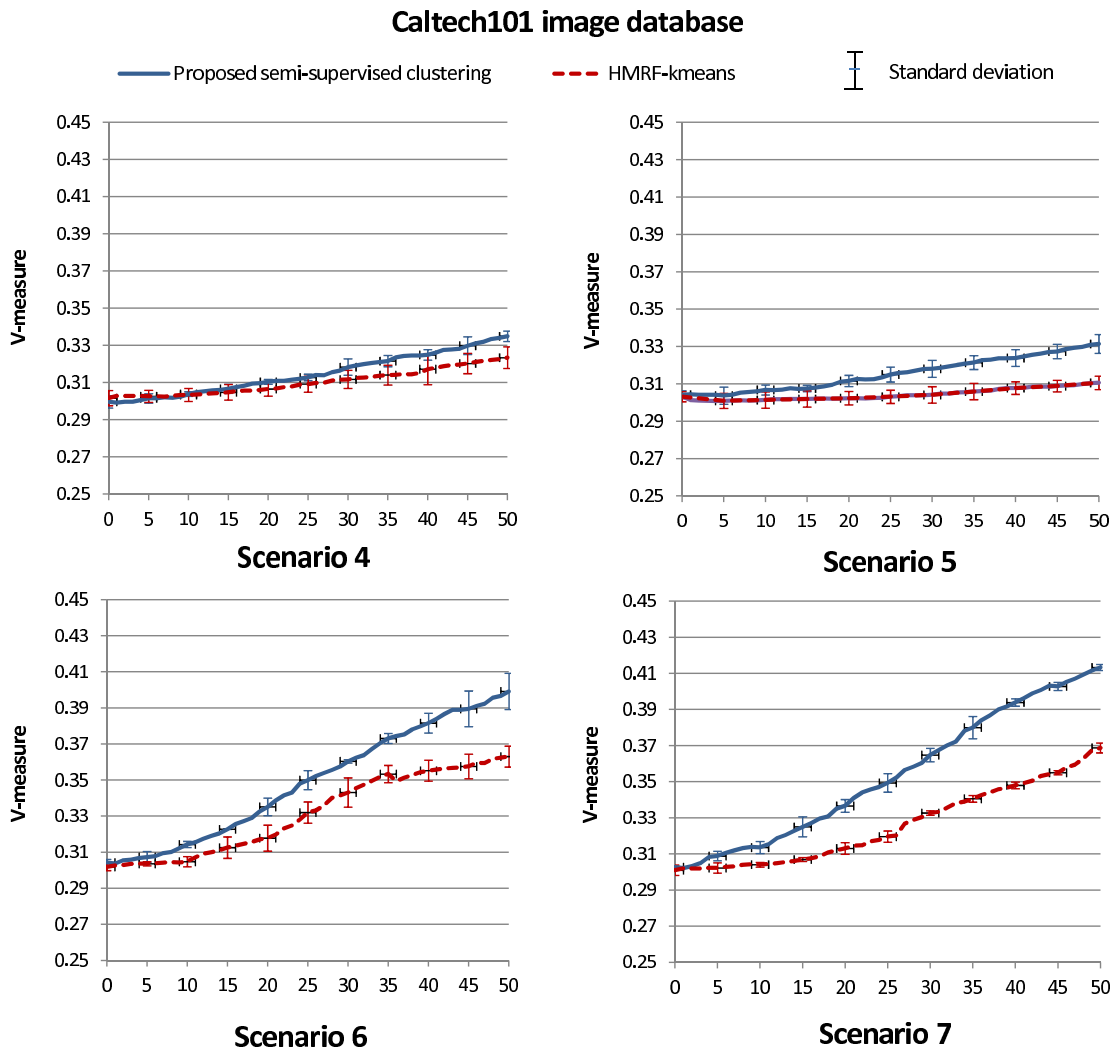 Caltech101 image database
Proposed semi-supervised clustering
HMRF-kmeans
Standard deviation
V-measure
0.45
0.43
0.41
0.39
0.37
0.35
0.33
0.31
0.29
0.27
0.25
0 5 10 15 20 25 30 35 40 45 50
Scenario 4
V-measure
0.45
0.43
0.41
0.39
0.37
0.35
0.33
0.31
0.29
0.27
0.25
0 5 10 15 20 25 30 35 40 45 50
Scenario 5
V-measure
0.45
0.43
0.41
0.39
0.37
0.35
0.33
0.31
0.29
0.27
0.25
0 5 10 15 20 25 30 35 40 45 50
Scenario 6
V-measure
0.45
0.43
0.41
0.39
0.37
0.35
0.33
0.31
0.29
0.27
0.25
0 5 10 15 20 25 30 35 40 45 50
Scenario 7